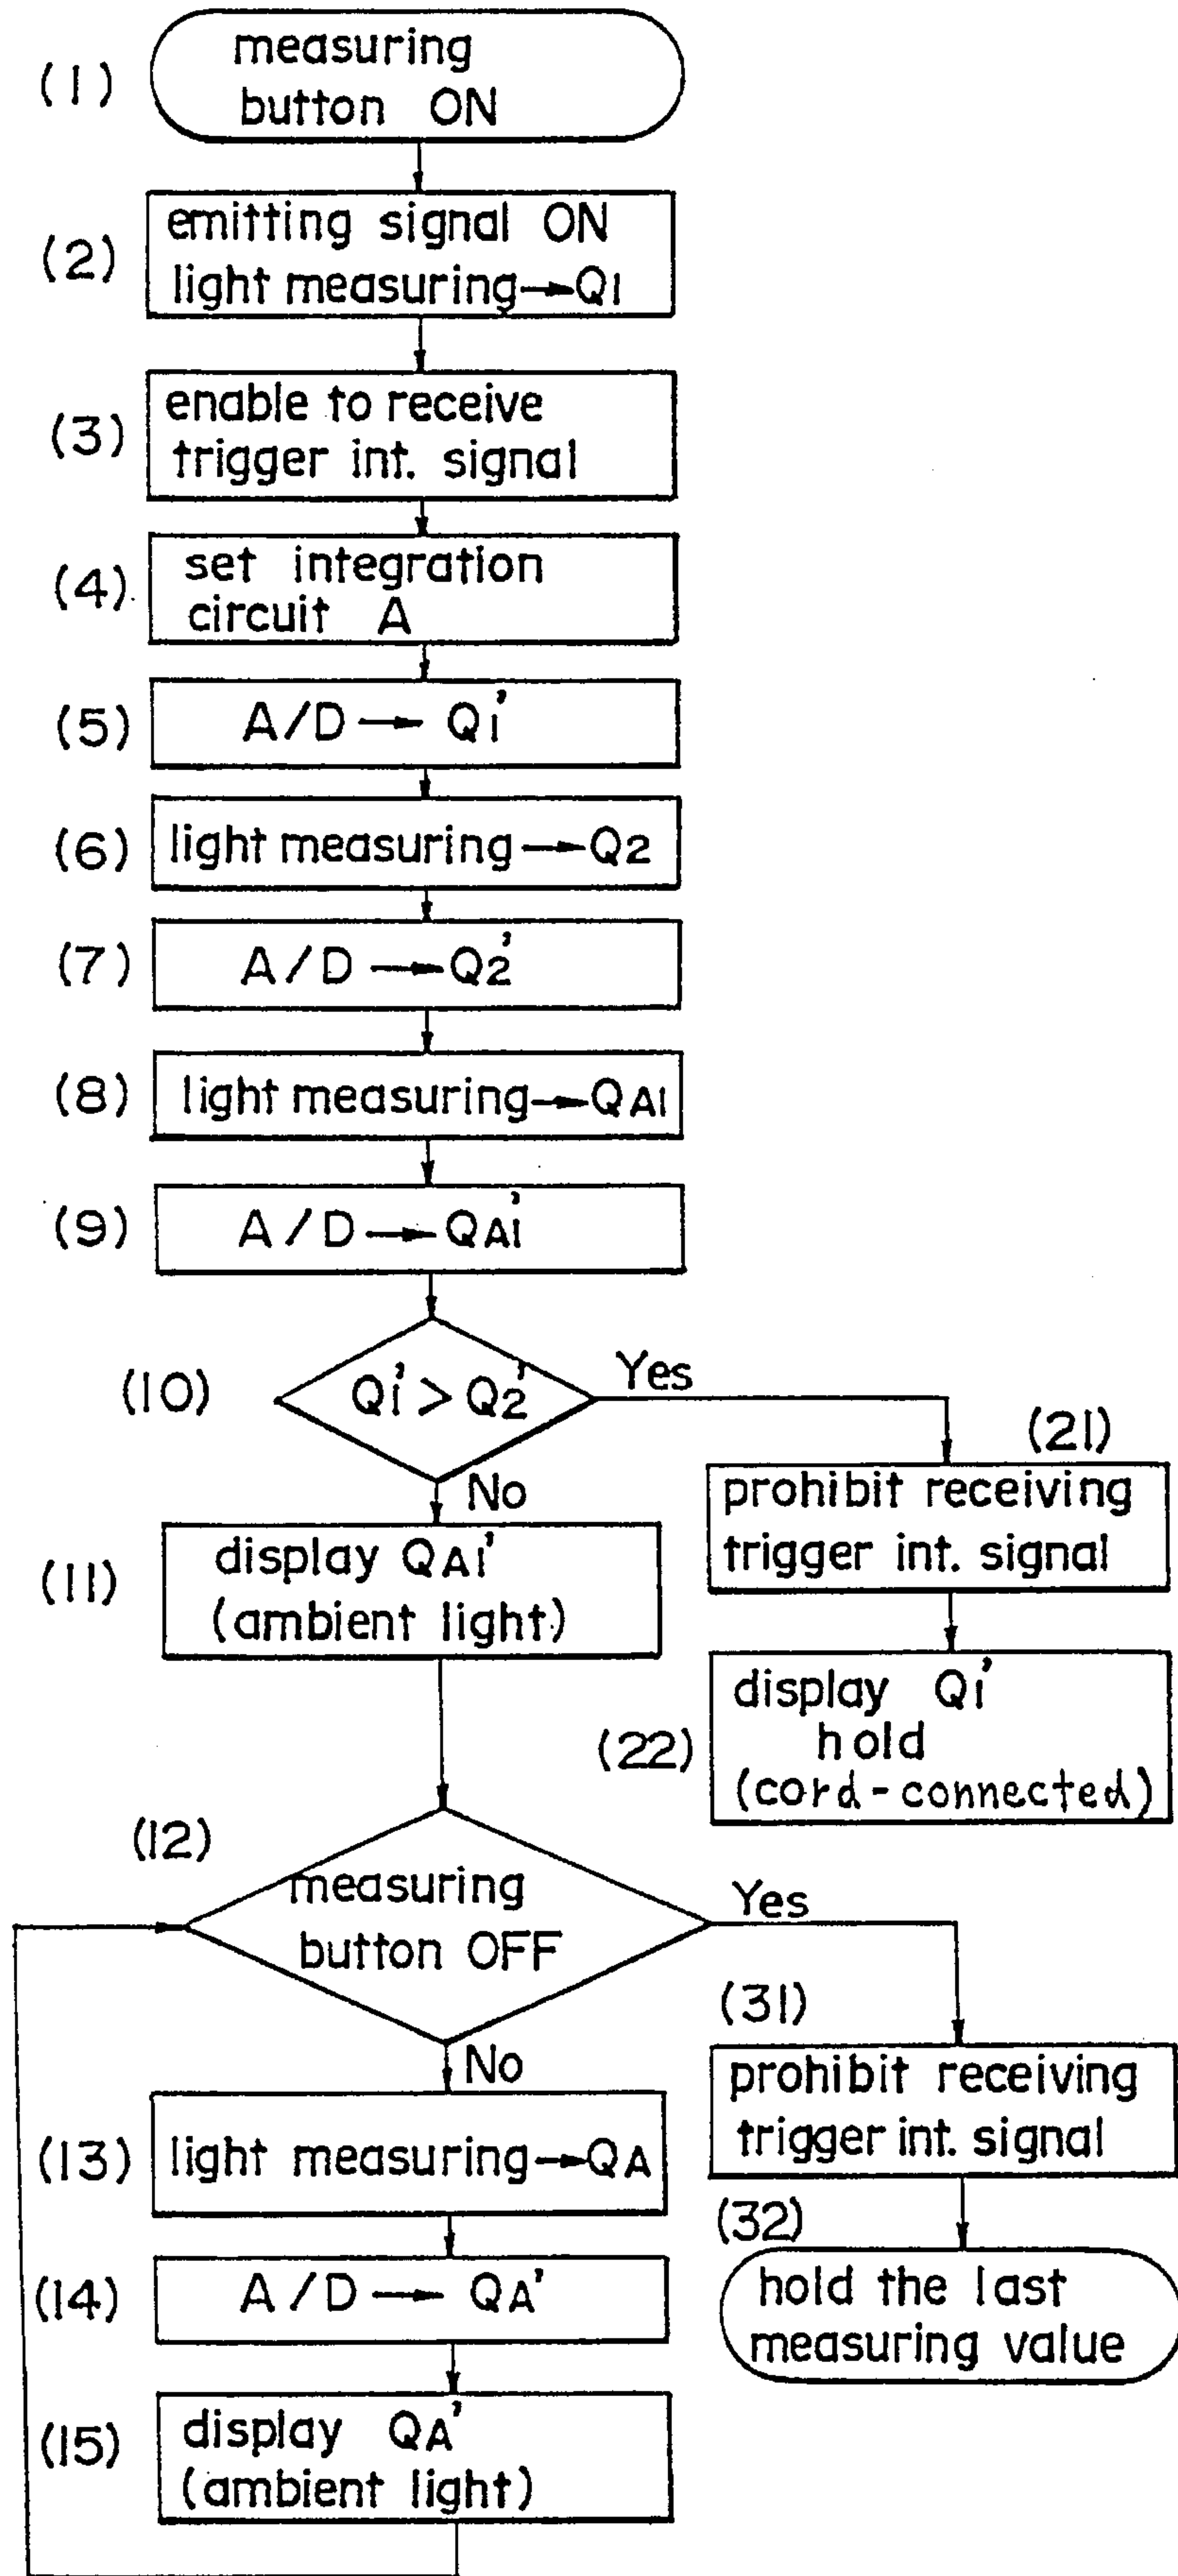 (1)
measuring
button ON
(2)
emitting signal ON
light measuring→Q1
(3)
enable to receive
trigger int. signal
(4)
set integration
circuit A
(5)
A/D → Q1'
(6)
light measuring→Q2
(7)
A/D → Q2'
(8)
light measuring→QA1
(9)
A/D → QA1'
(10)
Q1' > Q2'
Yes
No
(21)
prohibit receiving
trigger int. signal
(11)
display QA1'
(ambient light)
(22)
display Q1'
hold
(cord-connected)
(12)
measuring
button OFF
Yes
No
(31)
prohibit receiving
trigger int. signal
(13)
light measuring→QA
(32)
hold the last
measuring value
(14)
A/D → QA'
(15)
display QA'
(ambient light)